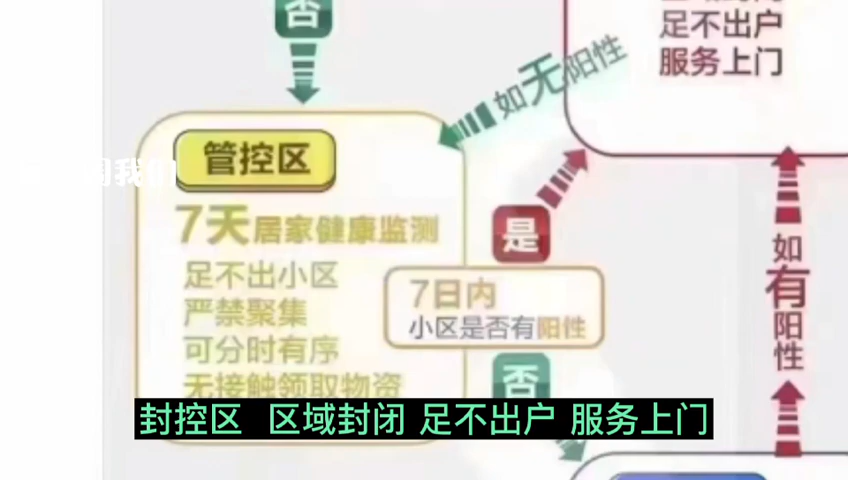 否
足不出户
服务上门
如无阳性
我们
管控区
7天居家健康监测
是
足不出小区
严禁聚集
可分时有序
无接触领取物资
7日内
小区是否有阳性
如有阳性
否
封控区 区域封闭 足不出户 服务上门